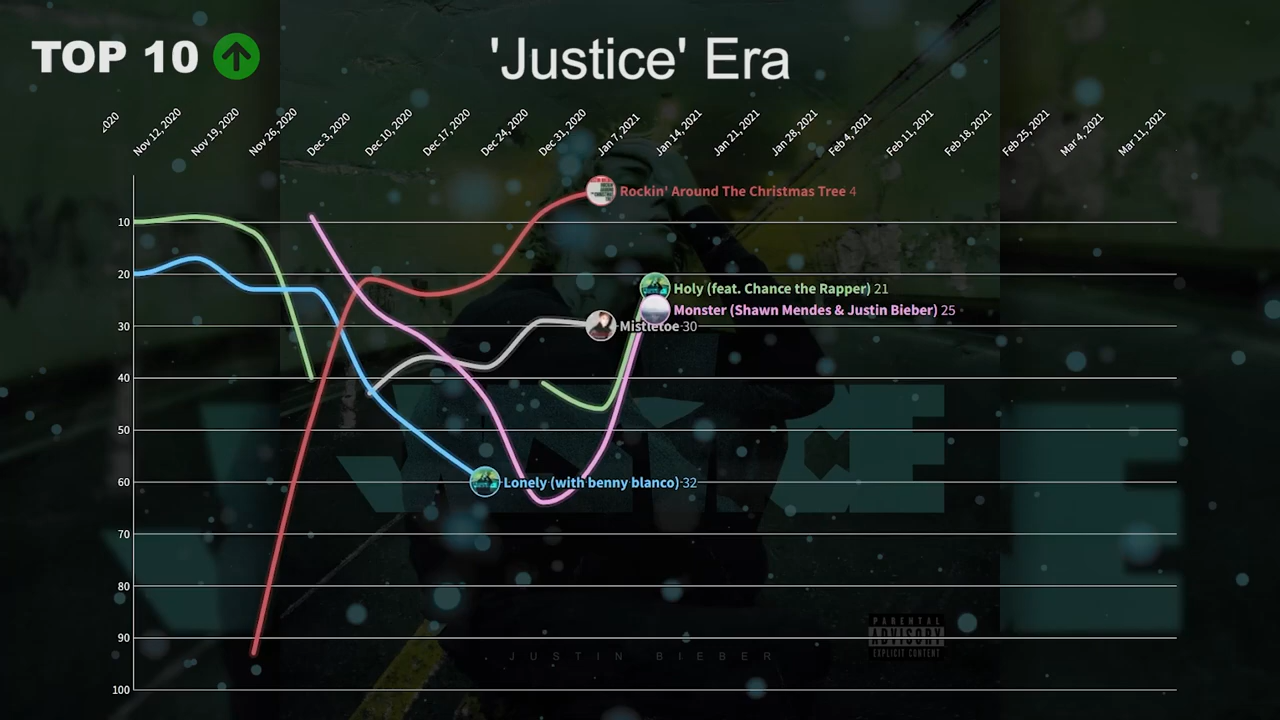 TOP 10
'Justice' Era
2020
Nov 12, 2020
Nov 19, 2020
Nov 26, 2020
Dec 3, 2020
Dec 10, 2020
Dec 17, 2020
Dec 24, 2020
Dec 31, 2020
Jan 7, 2021
Jan 14, 2021
Jan 21, 2021
Jan 28, 2021
Feb 4, 2021
Feb 11, 2021
Feb 18, 2021
Feb 25, 2021
Mar 4, 2021
Mar 11, 2021
Rockin' Around The Christmas Tree 4
10
20
Holy (feat. Chance the Rapper) 21
Monster (Shawn Mendes & Justin Bieber) 25
30
Mistletoe 30
40
50
60
Lonely (with benny blanco) 32
70
80
90
100
PARENTAL
ADVISORY
EXPLICIT CONTENT
JUSTIN BIEBER